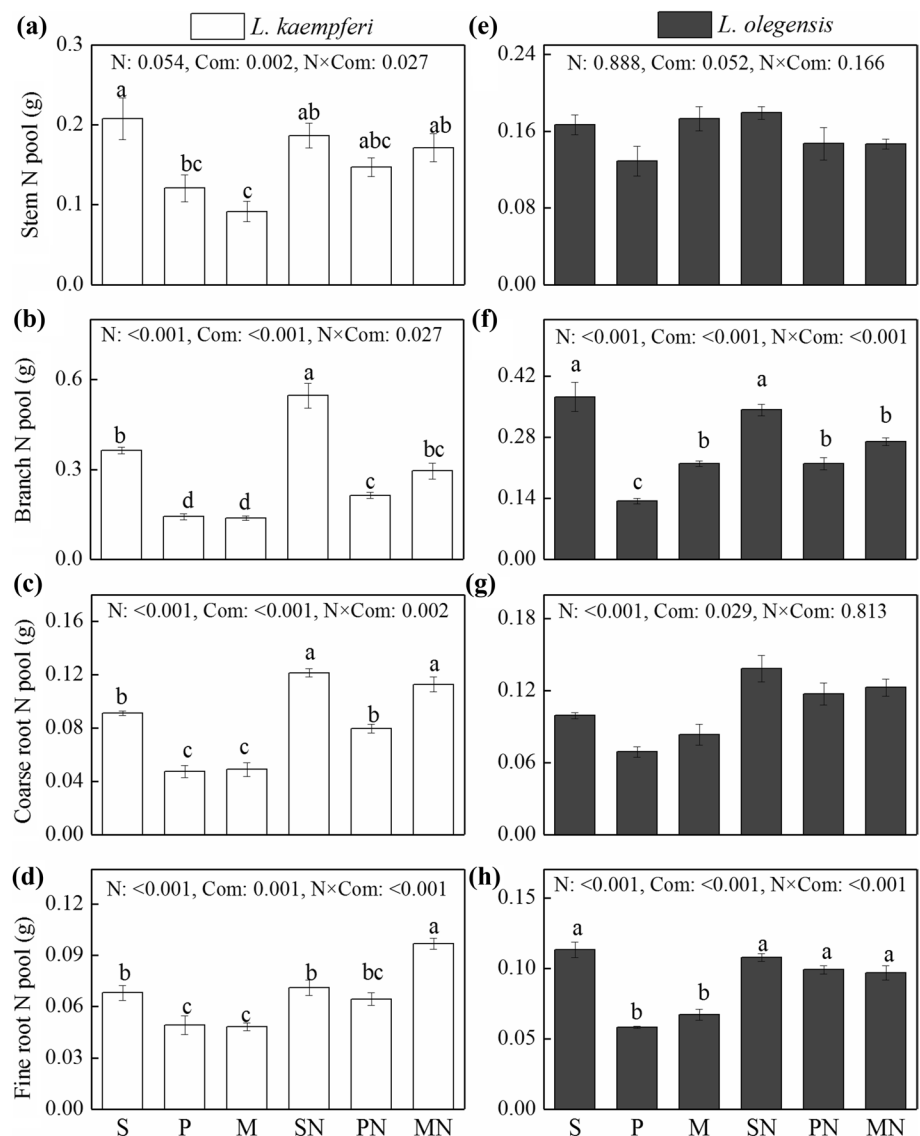 (a) L. kaempferi
(e) L. olegensis
N: 0.054, Com: 0.002, N×Com: 0.027
Stem N pool (g)
0.3
0.2
0.1
0.0
a
bc
c
ab
abc
ab
N: 0.888, Com: 0.052, N×Com: 0.166
0.24
0.16
0.08
0.00
(b)
N: <0.001, Com: <0.001, N×Com: 0.027
Branch N pool (g)
0.6
0.3
0.0
b
d
d
a
c
bc
(f)
N: <0.001, Com: <0.001, N×Com: <0.001
0.42
0.28
0.14
0.00
a
c
b
a
b
b
(c)
N: <0.001, Com: <0.001, N×Com: 0.002
Coarse root N pool (g)
0.16
0.12
0.08
0.04
0.00
b
c
c
a
b
a
(g)
N: <0.001, Com: 0.029, N×Com: 0.813
0.18
0.12
0.06
0.00
(d)
N: <0.001, Com: 0.001, N×Com: <0.001
Fine root N pool (g)
0.12
0.09
0.06
0.03
0.00
b
c
c
b
bc
a
S P M SN PN MN
(h)
N: <0.001, Com: <0.001, N×Com: <0.001
0.15
0.10
0.05
0.00
a
b
b
a
a
a
S P M SN PN MN